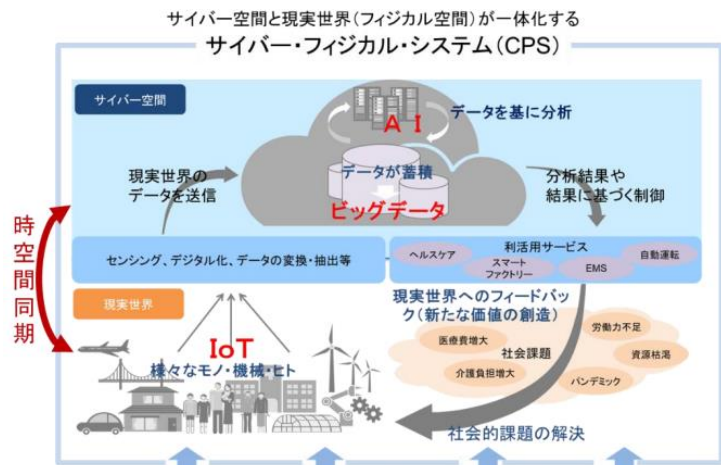 サイバー空間と現実世界(フィジカル空間)が一体化する
サイバー・フィジカル・システム(CPS)
サイバー空間
データを基に分析
AI
データが蓄積
ビッグデータ
現実世界の
データを送信
分析結果や
結果に基づく制御
時空間同期
センシング、デジタル化、データの変換・抽出等
利活用サービス
ヘルスケア
スマート
ファクトリー
EMS
自動運転
現実世界
現実世界へのフィードバッ
ク(新たな価値の創造)
IoT
様々なモノ・機械・ヒト
医療費増大
社会課題
労働力不足
資源枯渇
介護負担増大
パンデミック
社会的課題の解決